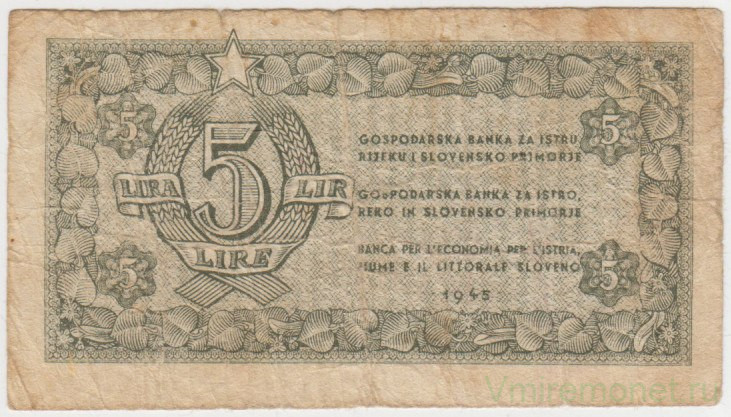 5
5
5
LIRA
LIR
LIRE
GOSPODARSKA BANKA ZA ISTRU,
RIJEKU I SLOVENSKO PRIMORJE
GOSPODARSKA BANKA ZA ISTRO,
REKO IN SLOVENSKO PRIMORJE
BANCA PER L'ECONOMIA PER L'ISTRIA,
FIUME E IL LITTORALE SLOVENO
1945
5
5
Vmiremonet.ru